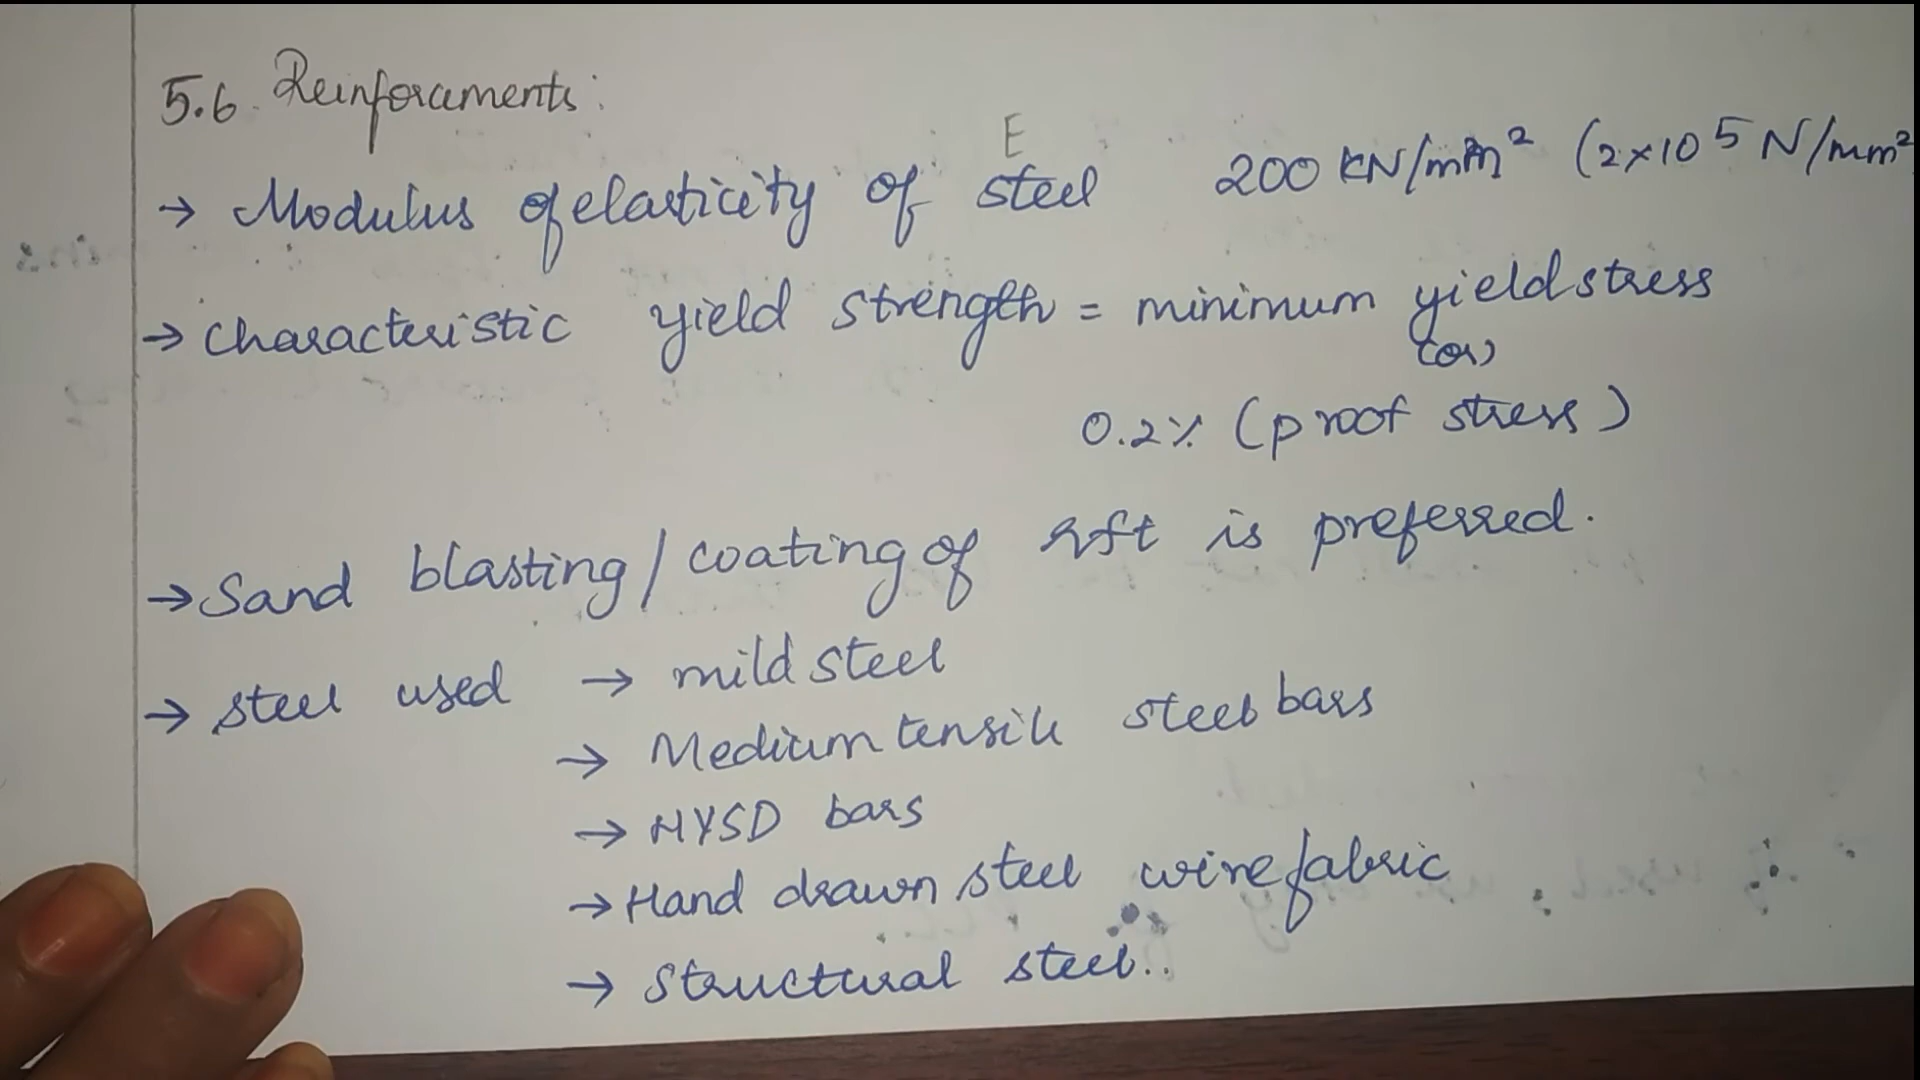 5.6. Reinforcements:
E
→ Modulus of elasticity of steel 200 KN/mm² (2×10⁵ N/mm²
→ Characteristic yield strength = minimum yield stress
(or)
0.2% (proof stress)
→ Sand blasting / coating of rft is preferred.
→ steel used → mild steel
→ Medium tensile steel bars
→ HYSD bars
→ Hand drawn steel wire fabric
→ Structural steel..